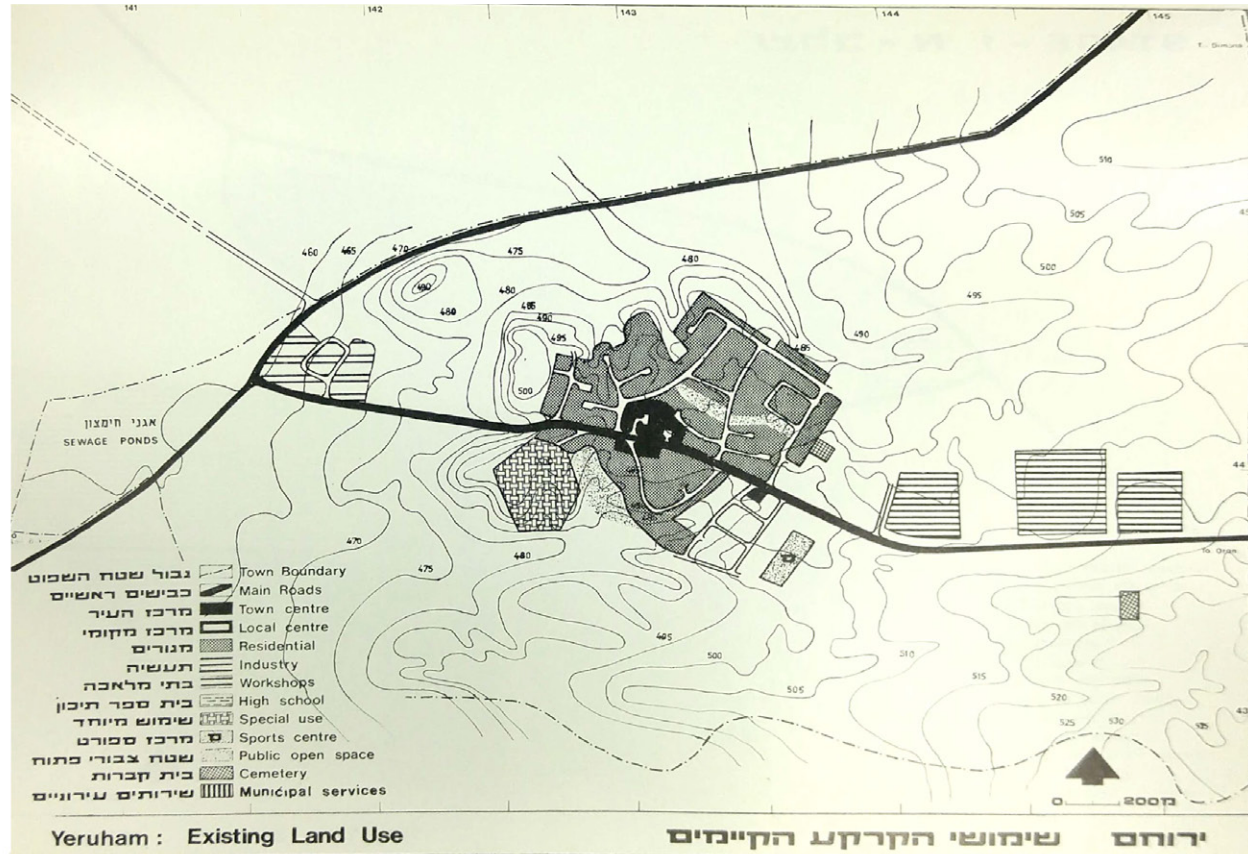 141 142 143 144 145
510
505
500
495
490
485
480
475
470
465
460
490
480
480
485
490
495
500
אגני חימצון
SEWAGE PONDS
470
475
480
495
500
505
510
515
520
525
530
גבול שטח השפוט Town Boundary
כבישים ראשיים Main Roads
מרכז העיר Town centre
מרכז מקומי Local centre
מגורים Residential
תעשיה Industry
בתי מלאכה Workshops
בית ספר תיכון High school
שימוש מיוחד Special use
מרכז ספורט Sports centre
שטח צבורי פתוח Public open space
בית קברות Cemetery
שירותים עירוניים Municipal services
0 200מ
Yeruham : Existing Land Use
ירוחם שימושי הקרקע הקיימים